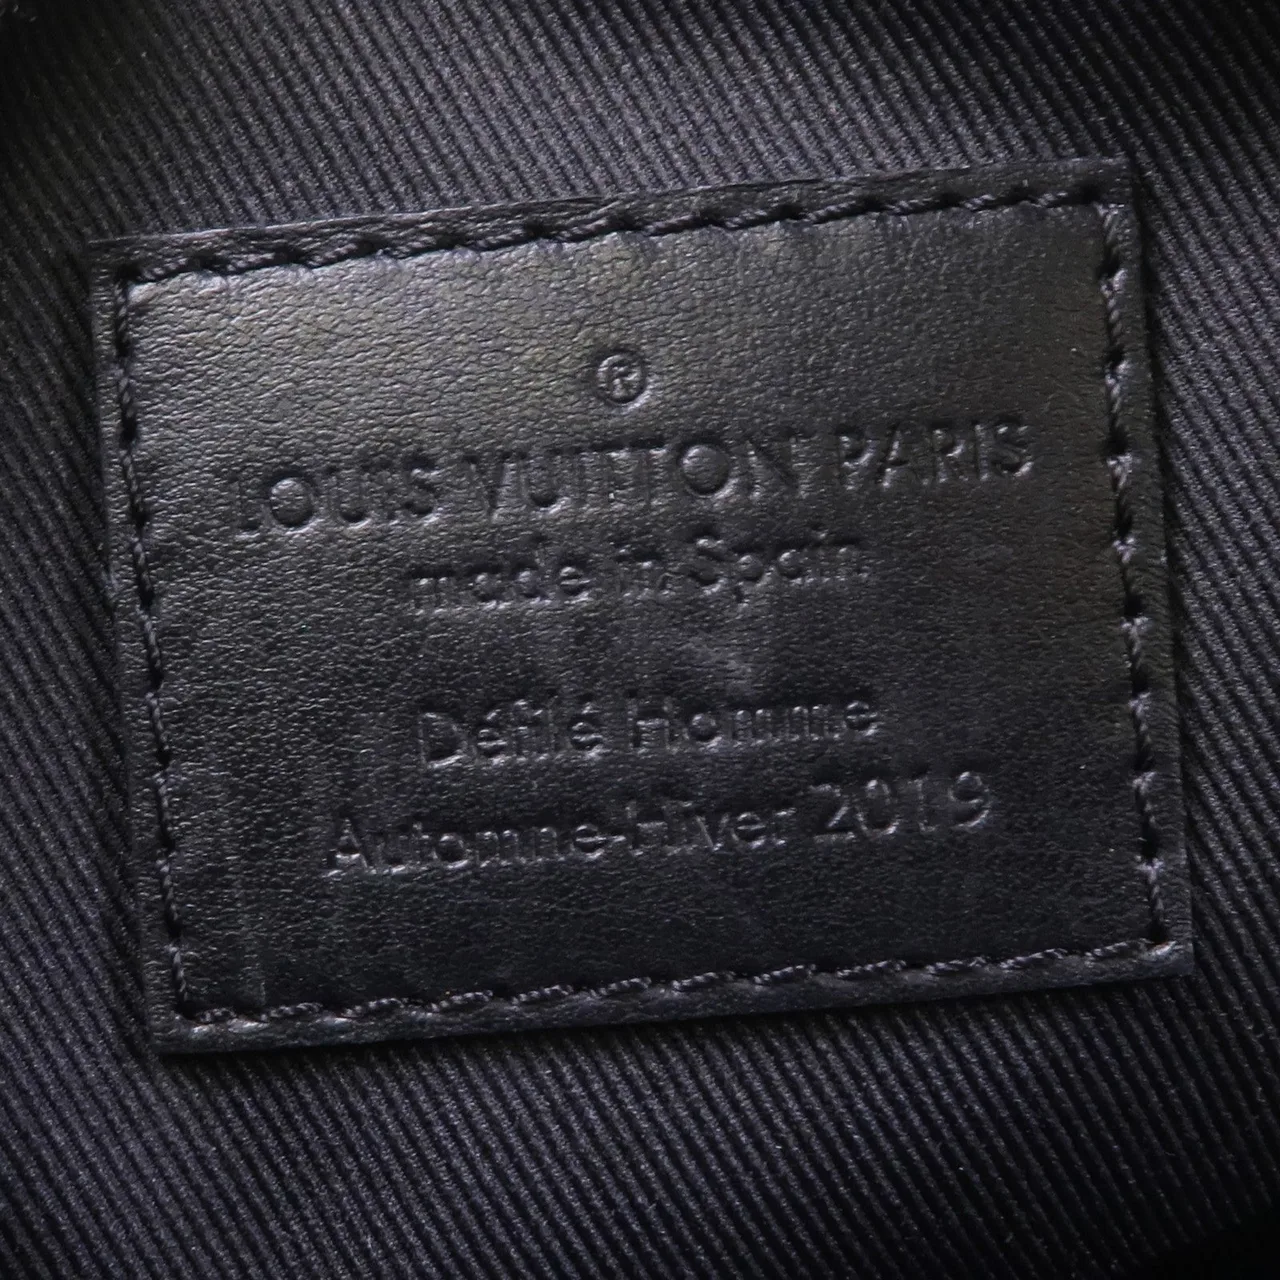 ®
LOUIS VUITTON PARIS
made in Spain
Défilé Homme
Automne-Hiver 2019